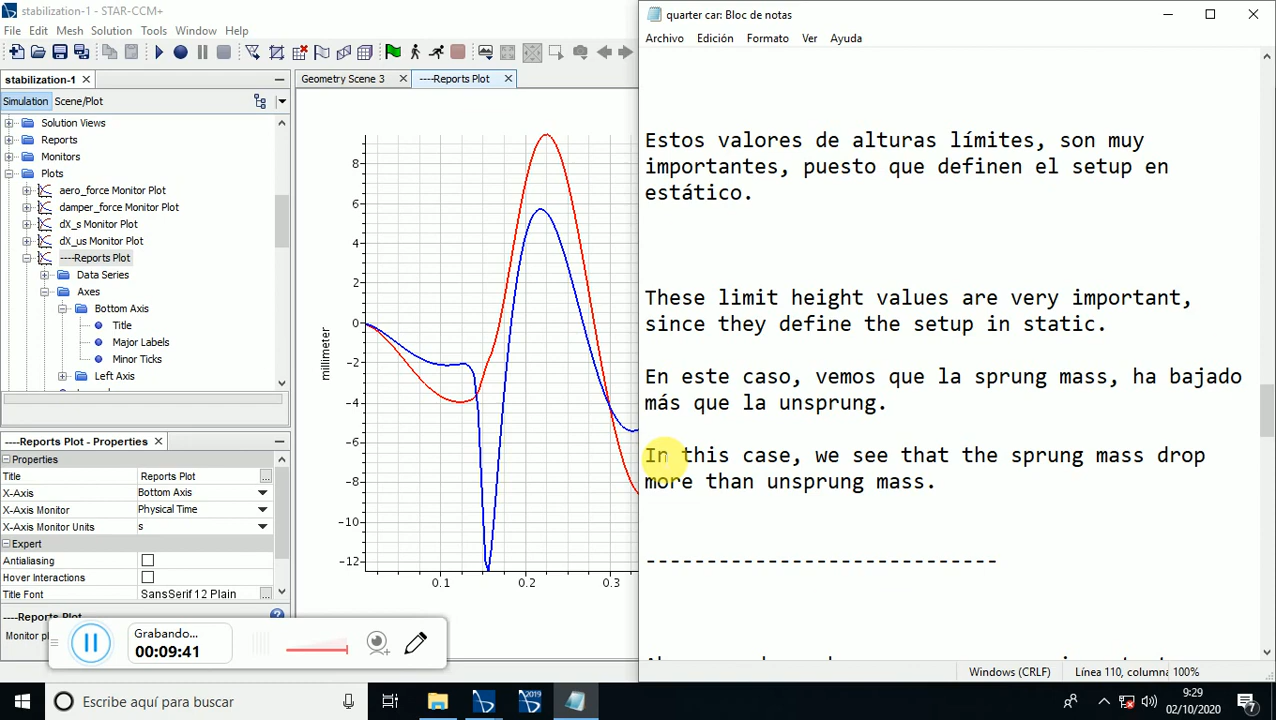 stabilization-1 - STAR-CCM+
File Edit Mesh Solution Tools Window Help
stabilization-1
Simulation Scene/Plot
Solution Views
Reports
Monitors
Plots
aero_force Monitor Plot
damper_force Monitor Plot
dX_s Monitor Plot
dX_us Monitor Plot
----Reports Plot
Data Series
Axes
Bottom Axis
Title
Major Labels
Minor Ticks
Left Axis
----Reports Plot - Properties
Properties
Title Reports Plot
X-Axis Bottom Axis
X-Axis Monitor Physical Time
X-Axis Monitor Units s
Expert
Antialiasing
Hover Interactions
Title Font SansSerif 12 Plain
----Reports Plot
Monitor pl
Grabando...
00:09:41
Geometry Scene 3 ----Reports Plot
millimeter
8
6
4
2
0
-2
-4
-6
-8
-10
-12
0.1 0.2 0.3
quarter car: Bloc de notas
Archivo Edición Formato Ver Ayuda
Estos valores de alturas límites, son muy
importantes, puesto que definen el setup en
estático.
These limit height values are very important,
since they define the setup in static.
En este caso, vemos que la sprung mass, ha bajado
más que la unsprung.
In this case, we see that the sprung mass drop
more than unsprung mass.
-----------------------------
Windows (CRLF) Línea 110, columna 100%
Escribe aquí para buscar
2019
9:29
02/10/2020
7